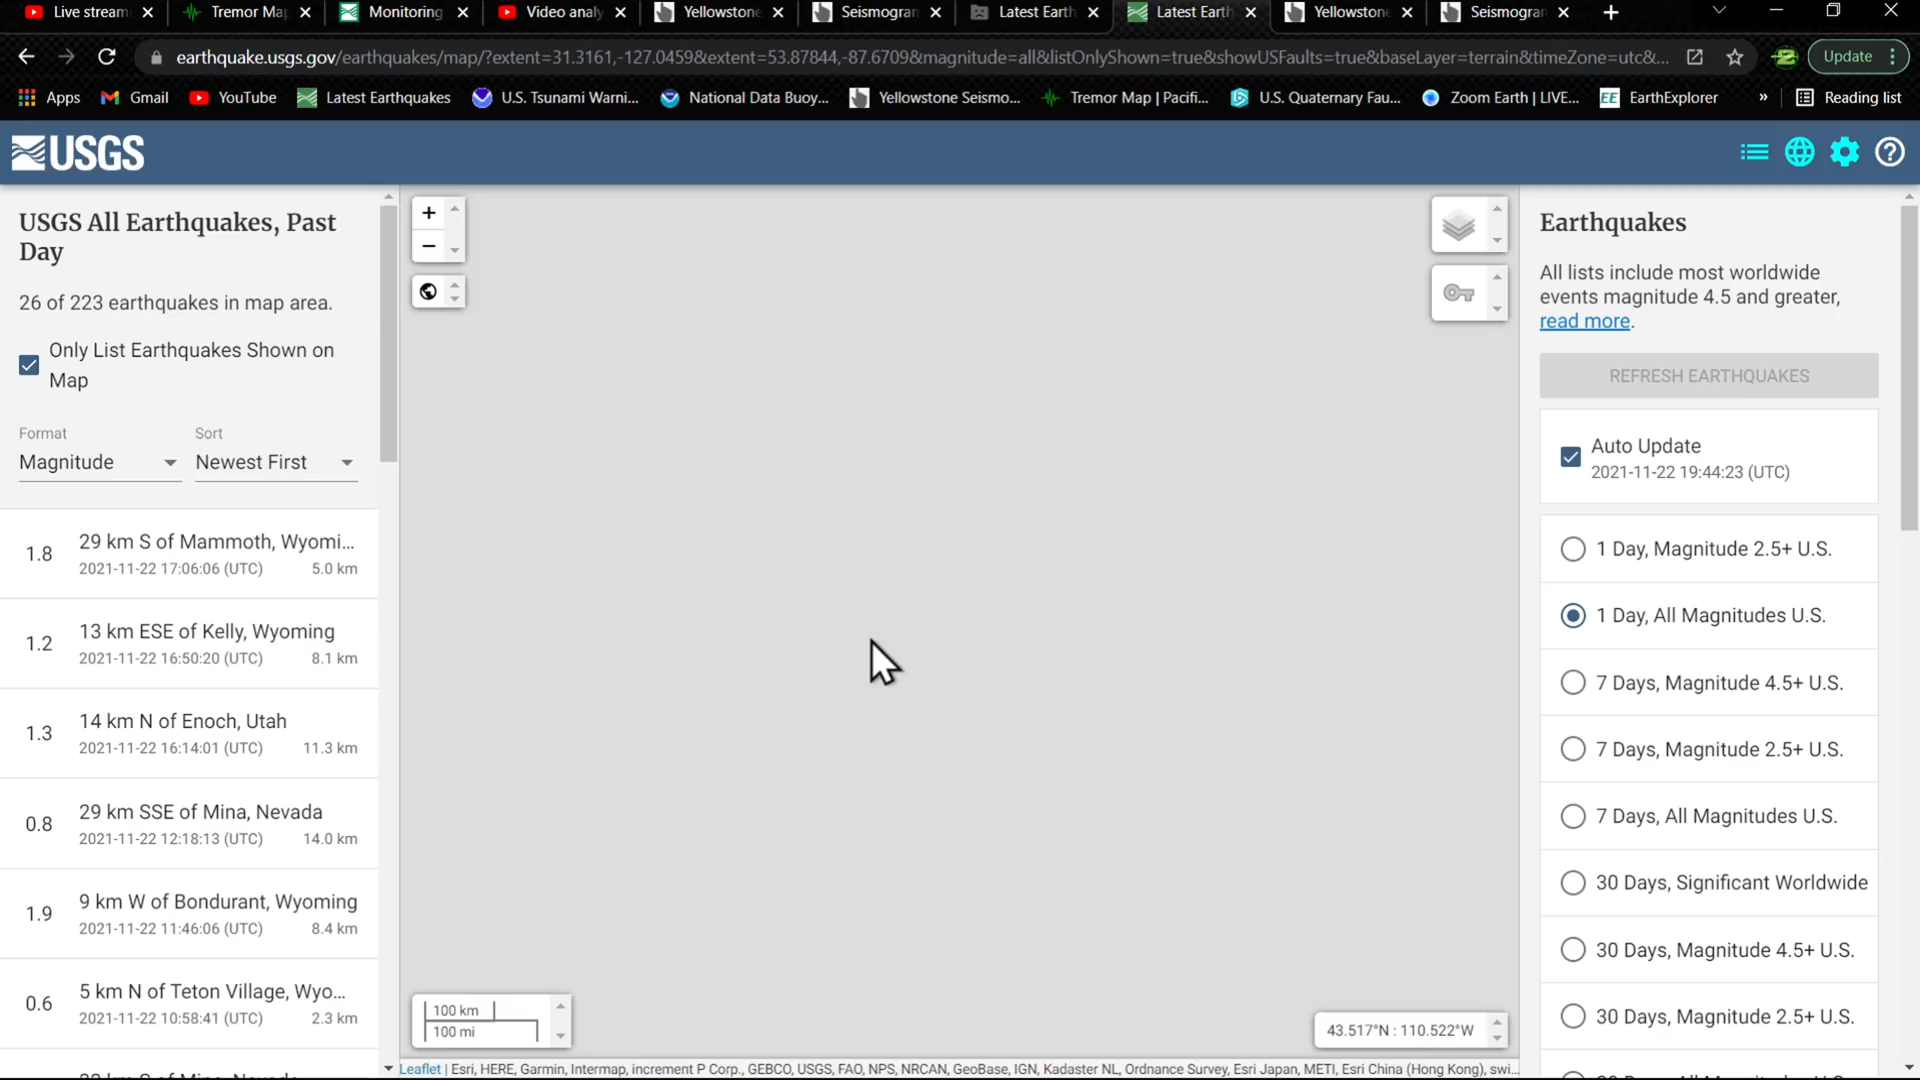 Live stream
Tremor Ma
Monitoring
Video analy
Yellowstone
Seismogran
Latest Earth
Latest Earth
Yellowstone
Seismogran
earthquake.usgs.gov/earthquakes/map/?extent=31.3161,-127.0459&extent=53.87844,-87.6709&magnitude=all&listOnlyShown=true&showUSFaults=true&baseLayer=terrain&timeZone=utc&...
Update
Apps
Gmail
YouTube
Latest Earthquakes
U.S. Tsunami Warni...
National Data Buoy...
Yellowstone Seismo...
Tremor Map | Pacifi...
U.S. Quaternary Fau...
Zoom Earth | LIVE...
EE EarthExplorer
»
Reading list
USGS
USGS All Earthquakes, Past
Day
26 of 223 earthquakes in map area.
Only List Earthquakes Shown on
Map
Format
Magnitude
Sort
Newest First
1.8
29 km S of Mammoth, Wyomi...
2021-11-22 17:06:06 (UTC) 5.0 km
1.2
13 km ESE of Kelly, Wyoming
2021-11-22 16:50:20 (UTC) 8.1 km
1.3
14 km N of Enoch, Utah
2021-11-22 16:14:01 (UTC) 11.3 km
0.8
29 km SSE of Mina, Nevada
2021-11-22 12:18:13 (UTC) 14.0 km
1.9
9 km W of Bondurant, Wyoming
2021-11-22 11:46:06 (UTC) 8.4 km
0.6
5 km N of Teton Village, Wyo...
2021-11-22 10:58:41 (UTC) 2.3 km
+
−
100 km
100 mi
43.517°N : 110.522°W
Leaflet | Esri, HERE, Garmin, Intermap, increment P Corp., GEBCO, USGS, FAO, NPS, NRCAN, GeoBase, IGN, Kadaster NL, Ordnance Survey, Esri Japan, METI, Esri China (Hong Kong), swi...
Earthquakes
All lists include most worldwide
events magnitude 4.5 and greater,
read more.
REFRESH EARTHQUAKES
Auto Update
2021-11-22 19:44:23 (UTC)
1 Day, Magnitude 2.5+ U.S.
1 Day, All Magnitudes U.S.
7 Days, Magnitude 4.5+ U.S.
7 Days, Magnitude 2.5+ U.S.
7 Days, All Magnitudes U.S.
30 Days, Significant Worldwide
30 Days, Magnitude 4.5+ U.S.
30 Days, Magnitude 2.5+ U.S.